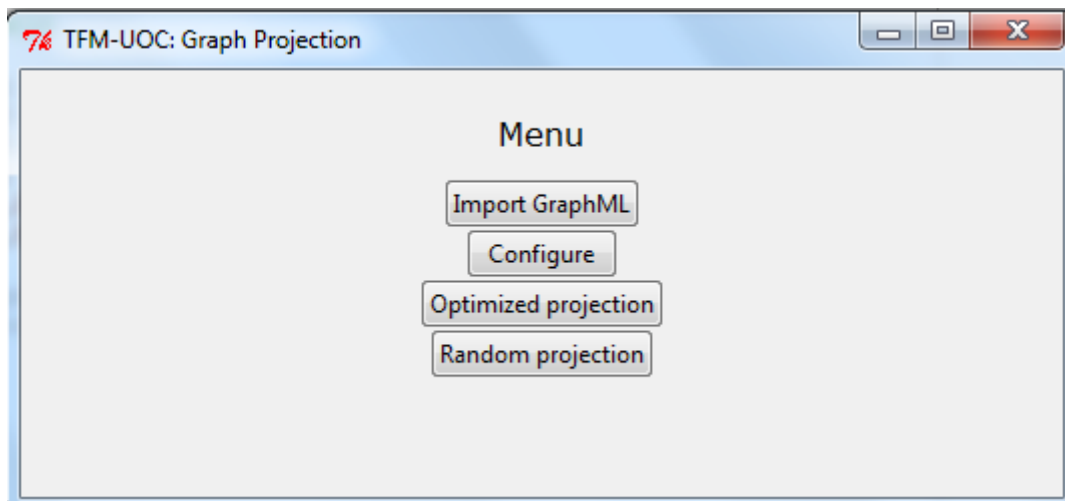 TFM-UOC: Graph Projection
Menu
Import GraphML
Configure
Optimized projection
Random projection